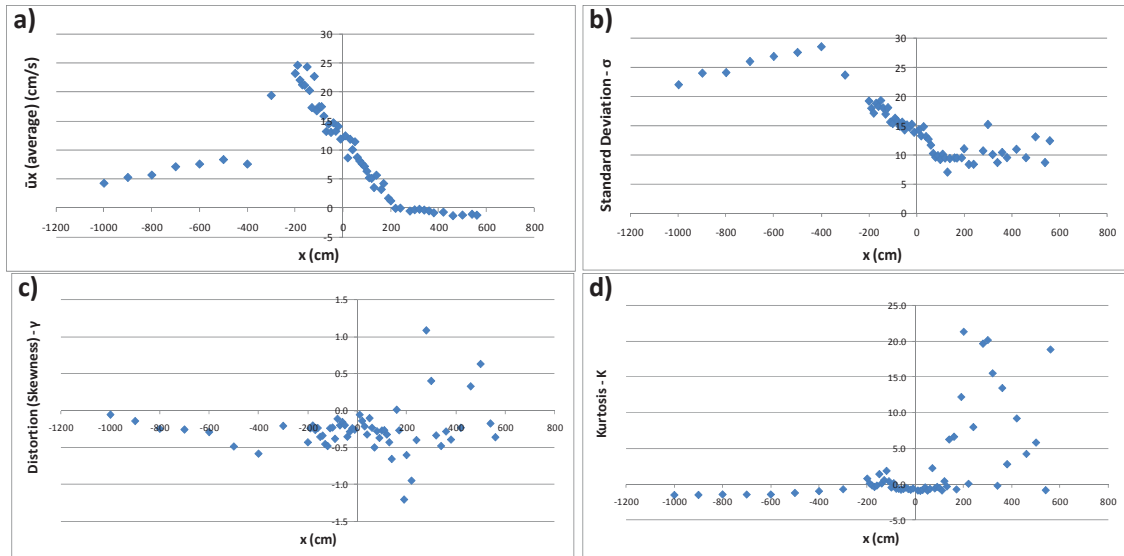 a)
ūx (average) (cm/s)
30
25
20
15
10
5
0
-5
-1200 -1000 -800 -600 -400 -200 0 200 400 600 800
x (cm)
b)
Standard Deviation - σ
30
25
20
15
10
5
0
-1200 -1000 -800 -600 -400 -200 0 200 400 600 800
x (cm)
c)
Distortion (Skewness) - γ
1.5
1.0
0.5
0.0
-0.5
-1.0
-1.5
-1200 -1000 -800 -600 -400 -200 0 200 400 600 800
x (cm)
d)
Kurtosis - K
25.0
20.0
15.0
10.0
5.0
0.0
-5.0
-1200 -1000 -800 -600 -400 -200 0 200 400 600 800
x (cm)